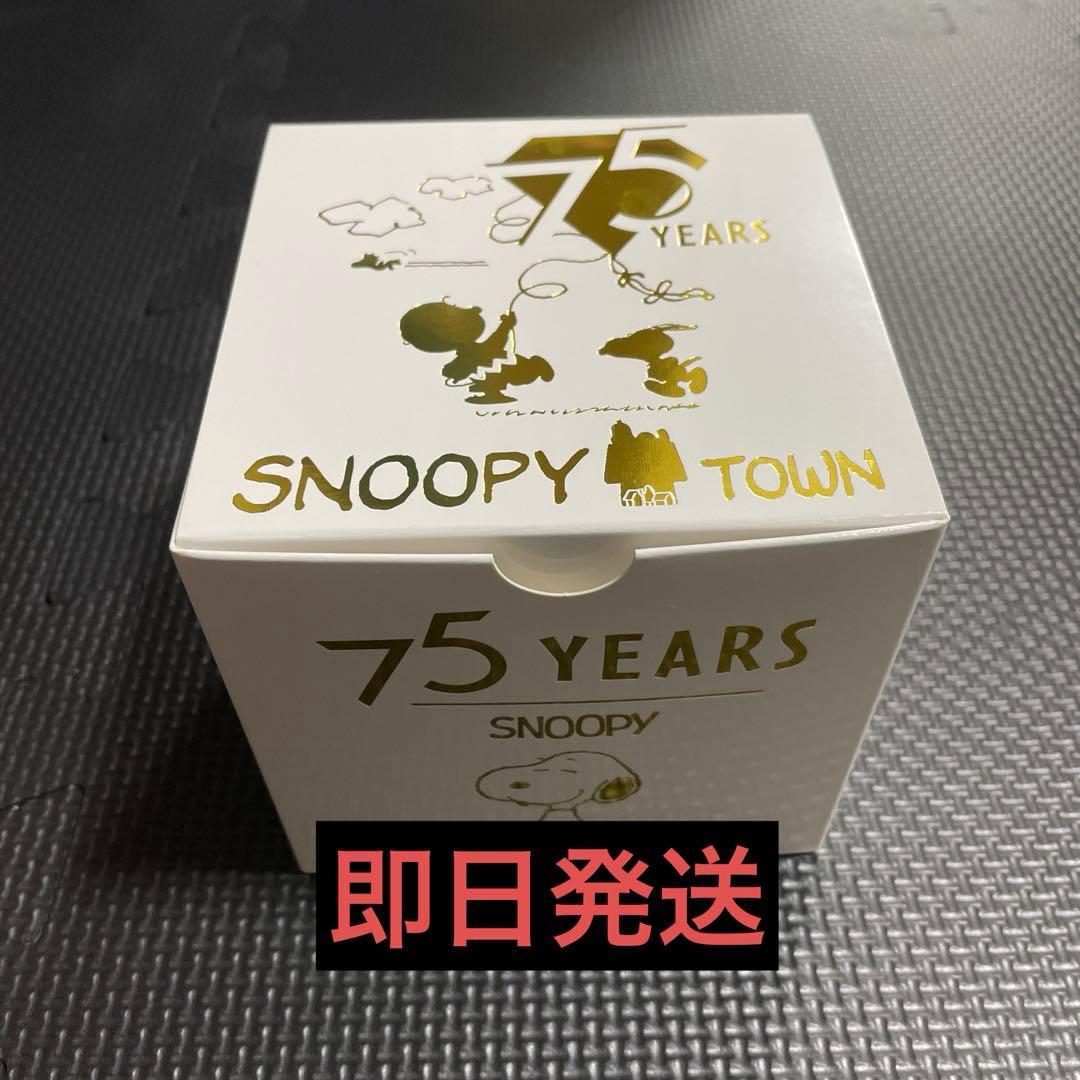 75
YEARS
SNOOPY TOWN
75 YEARS
SNOOPY
即日発送